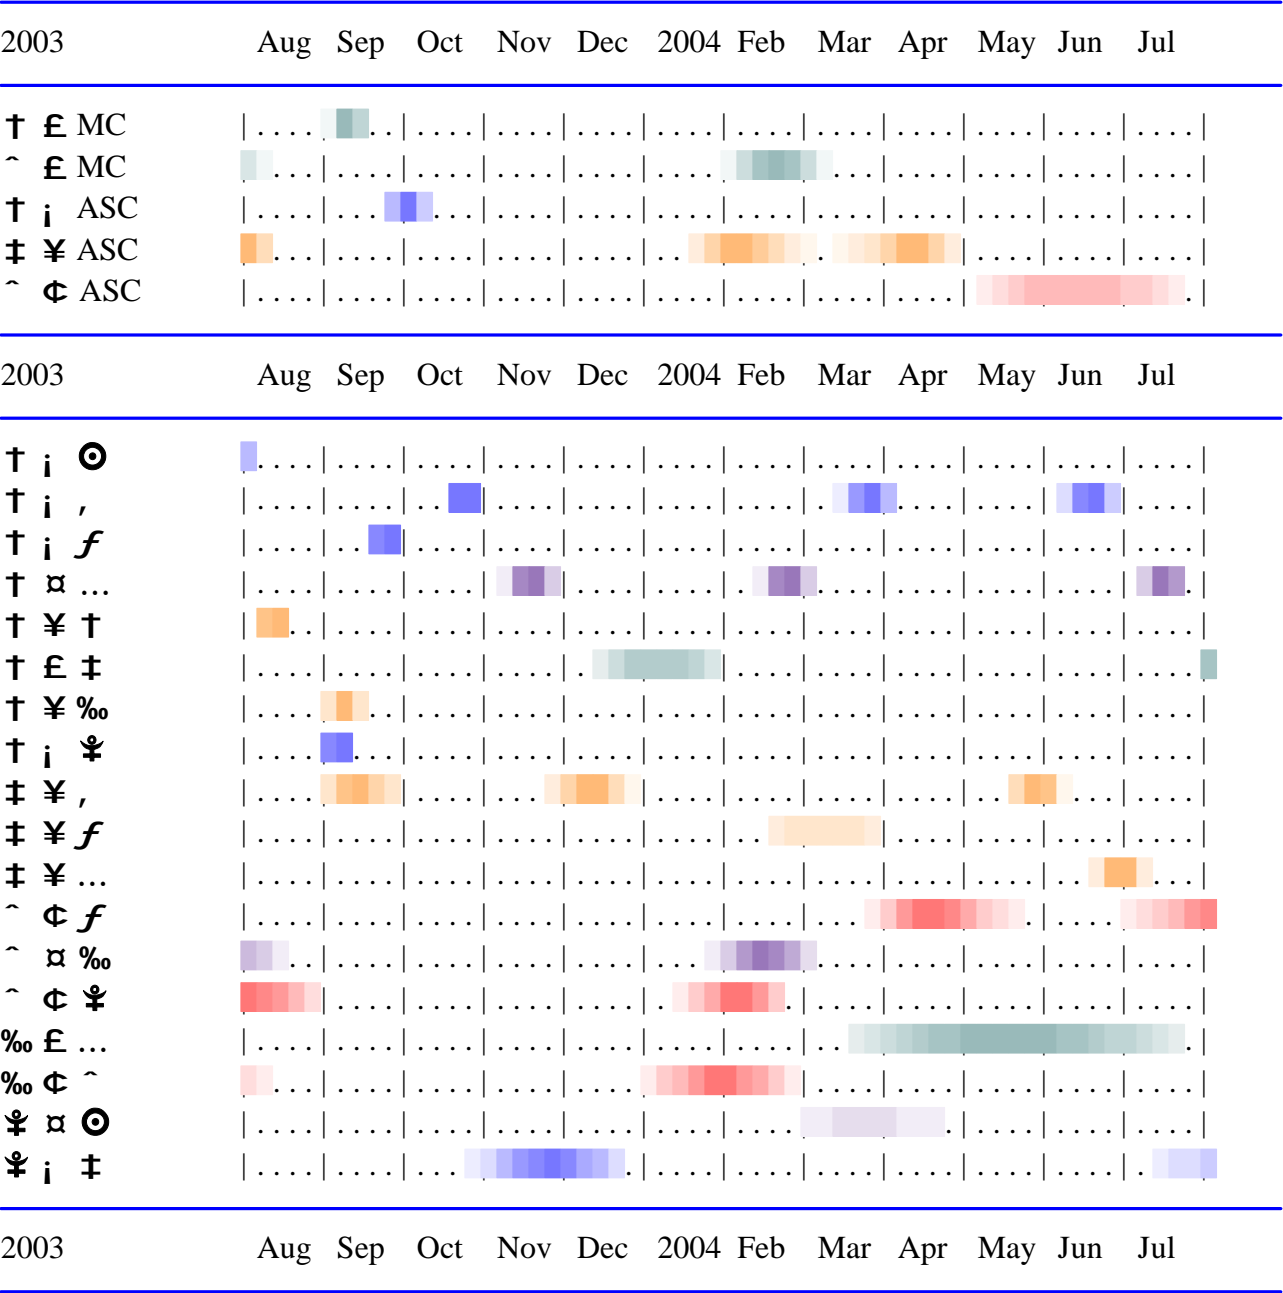 2003 Aug Sep Oct Nov Dec 2004 Feb Mar Apr May Jun Jul
† £ MC
ˆ £ MC
† ¡ ASC
‡ ¥ ASC
ˆ ¢ ASC
2003 Aug Sep Oct Nov Dec 2004 Feb Mar Apr May Jun Jul
† ¡ ☉
† ¡ ‚
† ¡ ƒ
† ¤ …
† ¥ †
† £ ‡
† ¥ ‰
† ¡ ⯓
‡ ¥ ‚
‡ ¥ ƒ
‡ ¥ …
ˆ ¢ ƒ
ˆ ¤ ‰
ˆ ¢ ⯓
‰ £ …
‰ ¢ ˆ
⯓ ¤ ☉
⯓ ¡ ‡
2003 Aug Sep Oct Nov Dec 2004 Feb Mar Apr May Jun Jul